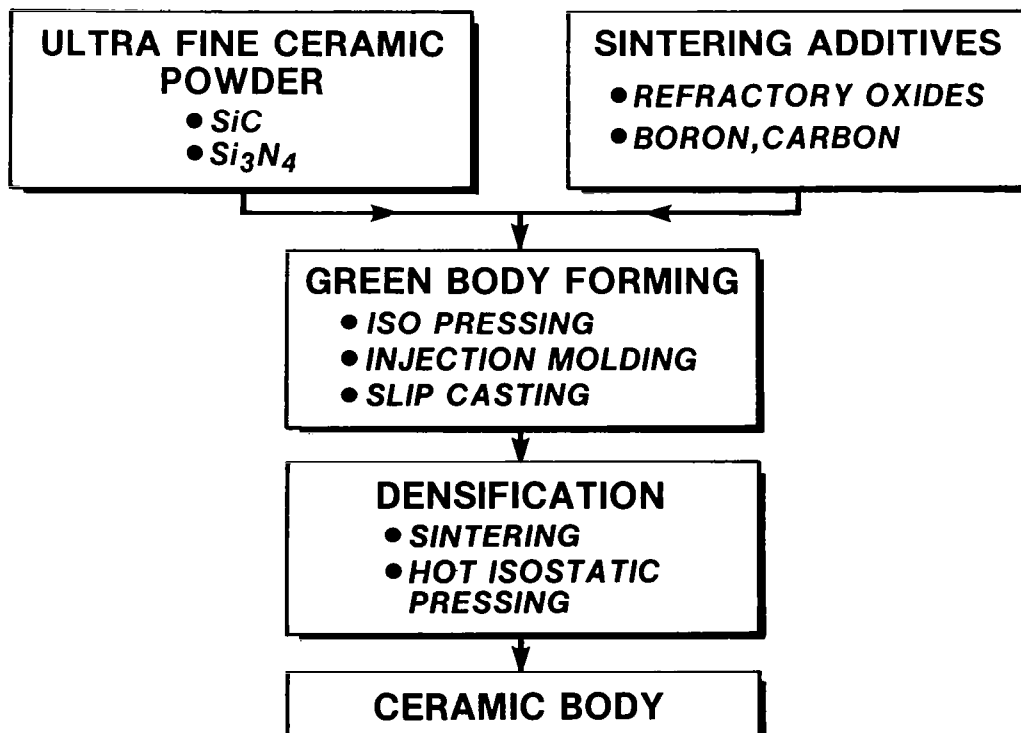 ULTRA FINE CERAMIC
POWDER
● SiC
● Si₃N₄
SINTERING ADDITIVES
● REFRACTORY OXIDES
● BORON, CARBON
GREEN BODY FORMING
● ISO PRESSING
● INJECTION MOLDING
● SLIP CASTING
DENSIFICATION
● SINTERING
● HOT ISOSTATIC
PRESSING
CERAMIC BODY